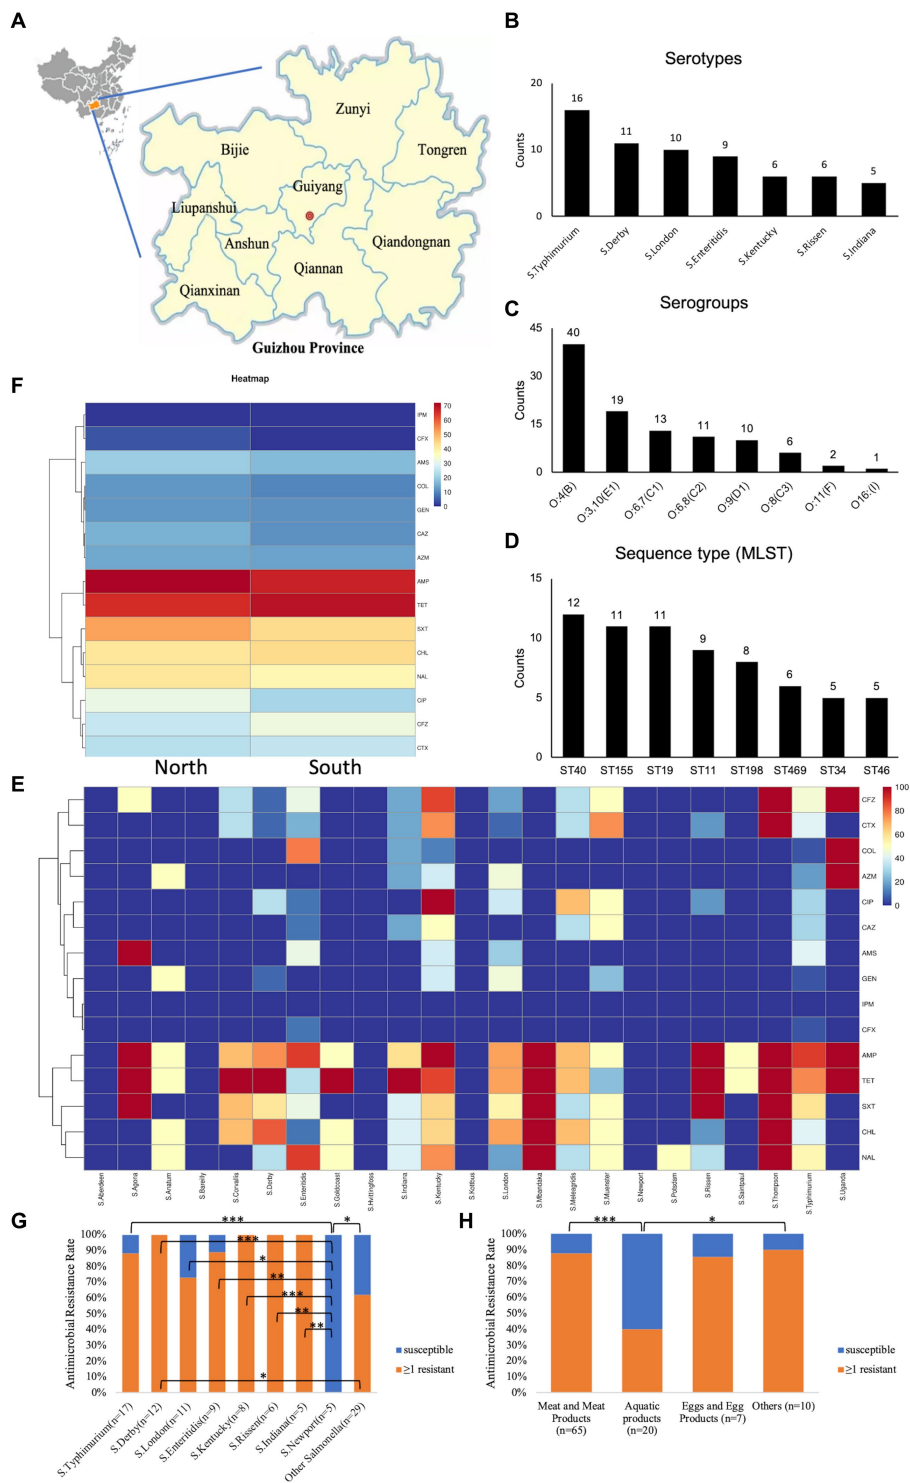 A
Zunyi
Bijie
Tongren
Guiyang
Liupanshui
Anshun
Qiandongnan
Qiannan
Qianxinan
Guizhou Province
B
Serotypes
Counts
20
10
0
16
11
10
9
6
6
5
S.Typhimurium
S.Derby
S.London
S.Enteritidis
S.Kentucky
S.Rissen
S.Indiana
C
Serogroups
Counts
45
30
15
0
40
19
13
11
10
6
2
1
O:4(B)
O:3,10(E1)
O:6,7(C1)
O:6,8(C2)
O:9(D1)
O:8(C3)
O:11(F)
O16:(I)
D
Sequence type (MLST)
Counts
15
10
5
0
12
11
11
9
8
6
5
5
ST40
ST155
ST19
ST11
ST198
ST469
ST34
ST46
F
Heatmap
IPM
CFX
AMS
COL
GEN
CAZ
AZM
AMP
TET
SXT
CHL
NAL
CIP
CFZ
CTX
70
60
50
40
30
20
10
0
North
South
E
CFZ
CTX
COL
AZM
CIP
CAZ
AMS
GEN
IPM
CFX
AMP
TET
SXT
CHL
NAL
100
80
60
40
20
0
S.Aberdeen
S.Agona
S.Anatum
S.Bareilly
S.Corvallis
S.Derby
S.Enteritidis
S.Goldcoast
S.Hvittingfoss
S.Indiana
S.Kentucky
S.Kottbus
S.London
S.Mbandaka
S.Meleagridis
S.Muenster
S.Newport
S.Potsdam
S.Rissen
S.Saintpaul
S.Thompson
S.Typhimurium
S.Uganda
G
Antimicrobial Resistance Rate
100%
90%
80%
70%
60%
50%
40%
30%
20%
10%
0%
***
*
***
*
**
***
**
**
*
susceptible
≥1 resistant
S.Typhimurium(n=17)
S.Derby(n=12)
S.London(n=11)
S.Enteritidis(n=9)
S.Kentucky(n=8)
S.Rissen(n=6)
S.Indiana(n=5)
S.Newport(n=5)
Other Salmonella(n=29)
H
Antimicrobial Resistance Rate
100%
90%
80%
70%
60%
50%
40%
30%
20%
10%
0%
***
*
susceptible
≥1 resistant
Meat and Meat
Products
(n=65)
Aquatic
products
(n=20)
Eggs and Egg
Products (n=7)
Others (n=10)